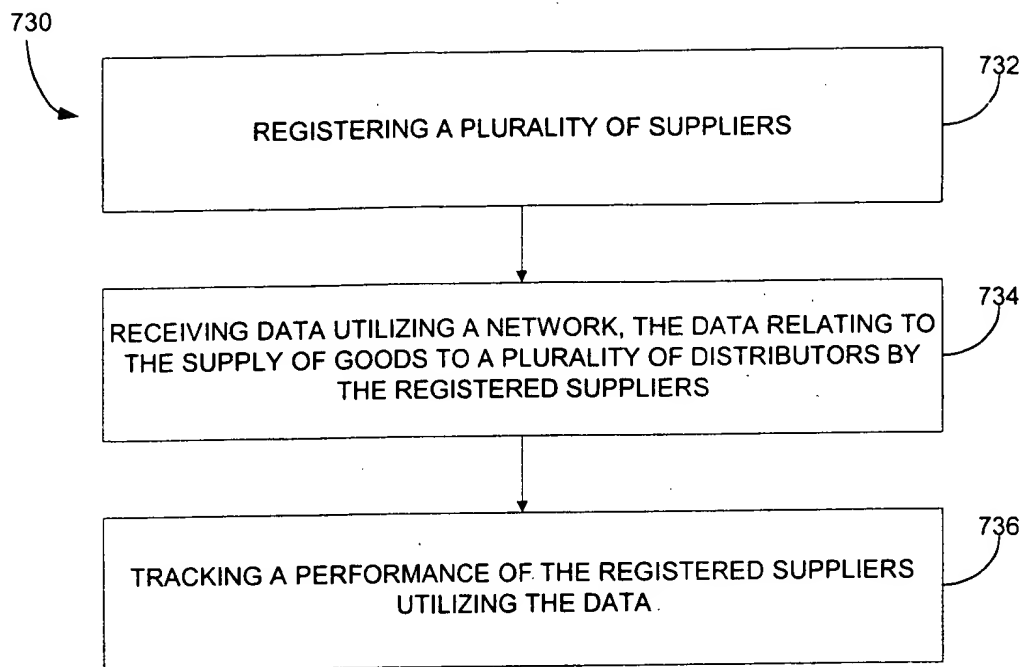 730
732
REGISTERING A PLURALITY OF SUPPLIERS
734
RECEIVING DATA UTILIZING A NETWORK, THE DATA RELATING TO
THE SUPPLY OF GOODS TO A PLURALITY OF DISTRIBUTORS BY
THE REGISTERED SUPPLIERS
736
TRACKING A PERFORMANCE OF THE REGISTERED SUPPLIERS
UTILIZING THE DATA